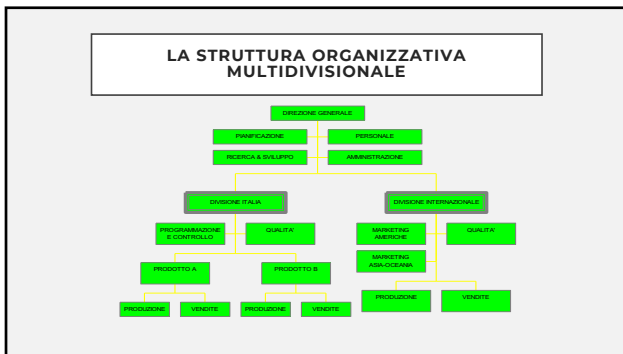 LA STRUTTURA ORGANIZZATIVA
MULTIDIVISIONALE
DIREZIONE GENERALE
PIANIFICAZIONE
PERSONALE
RICERCA & SVILUPPO
AMMINISTRAZIONE
DIVISIONE ITALIA
DIVISIONE INTERNAZIONALE
PROGRAMMAZIONE
E CONTROLLO
QUALITA'
MARKETING
AMERICHE
QUALITA'
MARKETING
ASIA-OCEANIA
PRODOTTO A
PRODOTTO B
PRODUZIONE
VENDITE
PRODUZIONE
VENDITE
PRODUZIONE
VENDITE